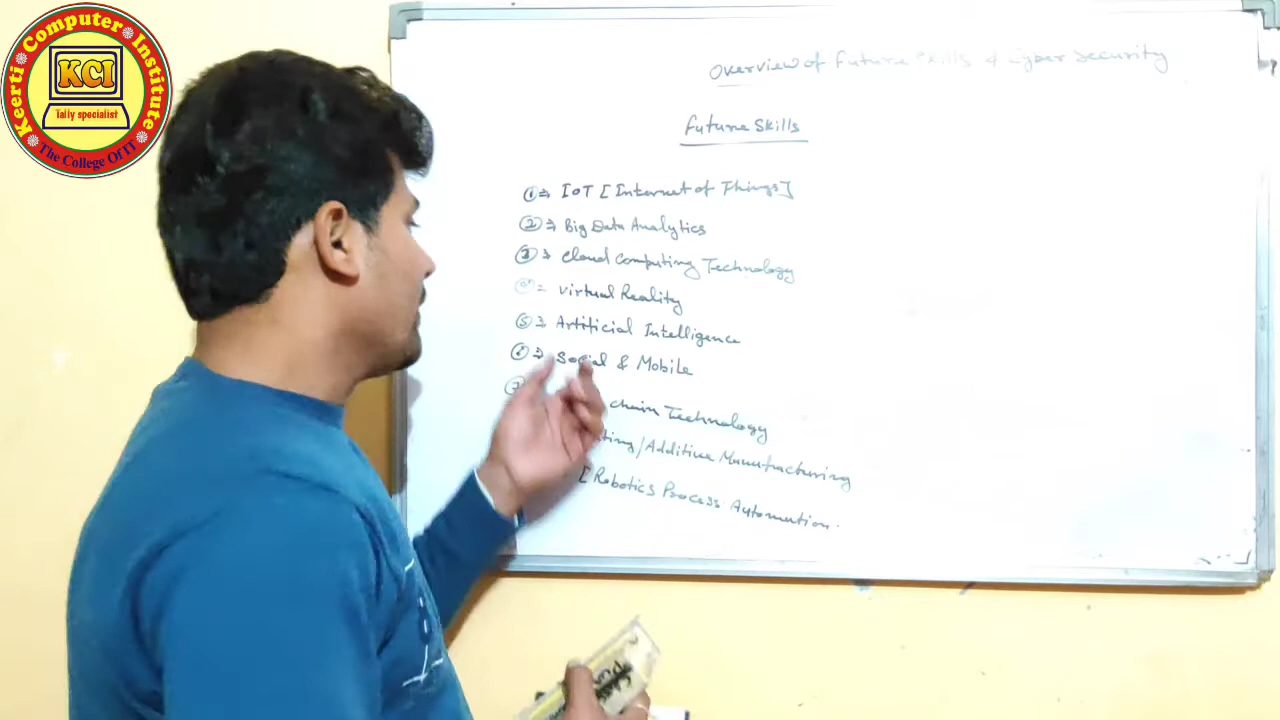 Keerti Computer Institute
KCI
Tally specialist
The College Of IT
Overview of Future Skills & Cyber Security
Future Skills
① ⇒ IoT [Internet of Things]
② ⇒ Big Data Analytics
③ ⇒ Cloud Computing Technology
= Virtual Reality
⑤ ⇒ Artificial Intelligence
⑥ ⇒ Social & Mobile
⑦ chain Technology
ting/Additive Manufacturing
[Robotics Process Automation.